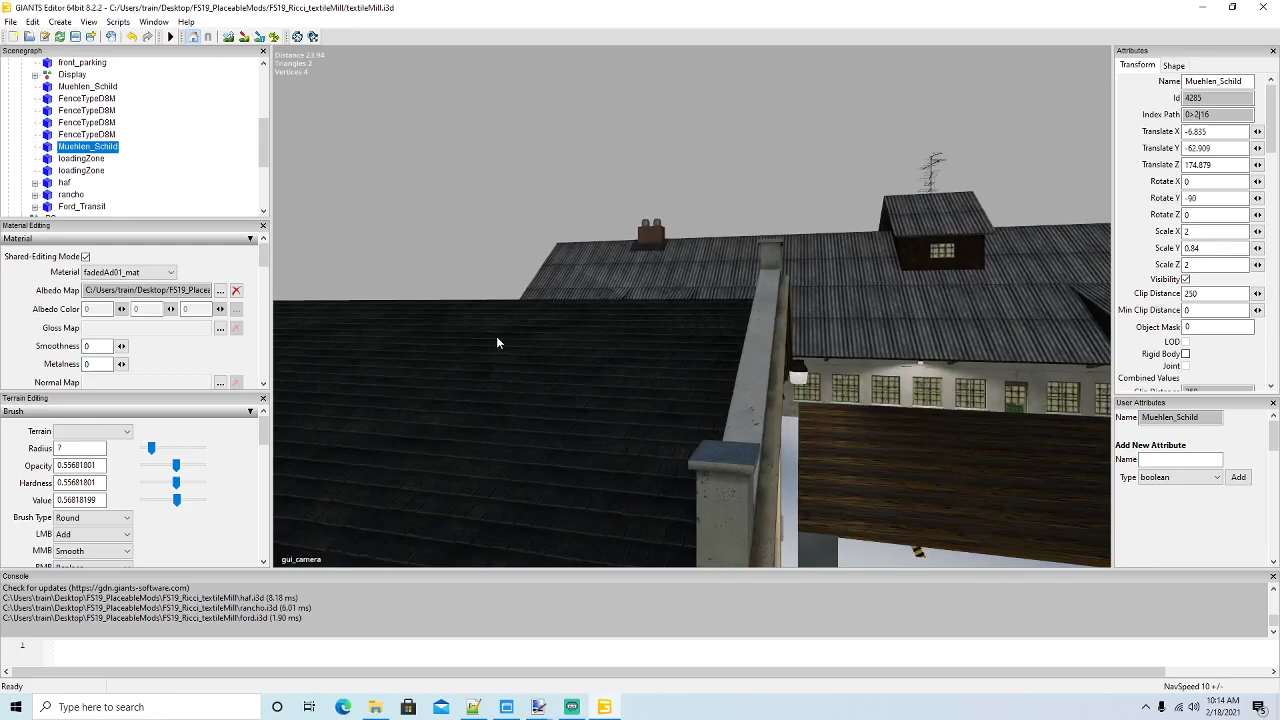 GIANTS Editor 64bit 8.2.2 - C:/Users/train/Desktop/FS19_PlaceableMods/FS19_Ricci_textileMill/textileMill.i3d
File Edit Create View Scripts Window Help
Scenegraph
front_parking
Display
Muehlen_Schild
FenceTypeD8M
FenceTypeD8M
FenceTypeD8M
FenceTypeD8M
Muehlen_Schild
loadingZone
loadingZone
haf
rancho
Ford_Transit
Material Editing
Material
Shared-Editing Mode
Material fadedAd01_mat
Albedo Map C:/Users/train/Desktop/FS19_Placea ...
Albedo Color 0 0 0 ...
Gloss Map ...
Smoothness 0
Metalness 0
Normal Map ...
Terrain Editing
Brush
Terrain
Radius 7
Opacity 0.55681801
Hardness 0.55681801
Value 0.56818199
Brush Type Round
LMB Add
MMB Smooth
Distance 23.94
Triangles 2
Vertices 4
gui_camera
Attributes
Transform Shape
Name Muehlen_Schild
Id 4285
Index Path 0>2|16
Translate X -6.835
Translate Y -62.909
Translate Z 174.879
Rotate X 0
Rotate Y -90
Rotate Z 0
Scale X 2
Scale Y 0.84
Scale Z 2
Visibility
Clip Distance 250
Min Clip Distance 0
Object Mask 0
LOD
Rigid Body
Joint
Combined Values
User Attributes
Name Muehlen_Schild
Add New Attribute
Name
Type boolean Add
Console
Check for updates (https://gdn.giants-software.com)
C:\Users\train\Desktop\FS19_PlaceableMods\FS19_Ricci_textileMill\haf.i3d (8.18 ms)
C:\Users\train\Desktop\FS19_PlaceableMods\FS19_Ricci_textileMill\rancho.i3d (6.01 ms)
C:\Users\train\Desktop\FS19_PlaceableMods\FS19_Ricci_textileMill\ford.i3d (1.90 ms)
1
Ready
NavSpeed 10 +/-
Type here to search
10:14 AM
2/18/2021